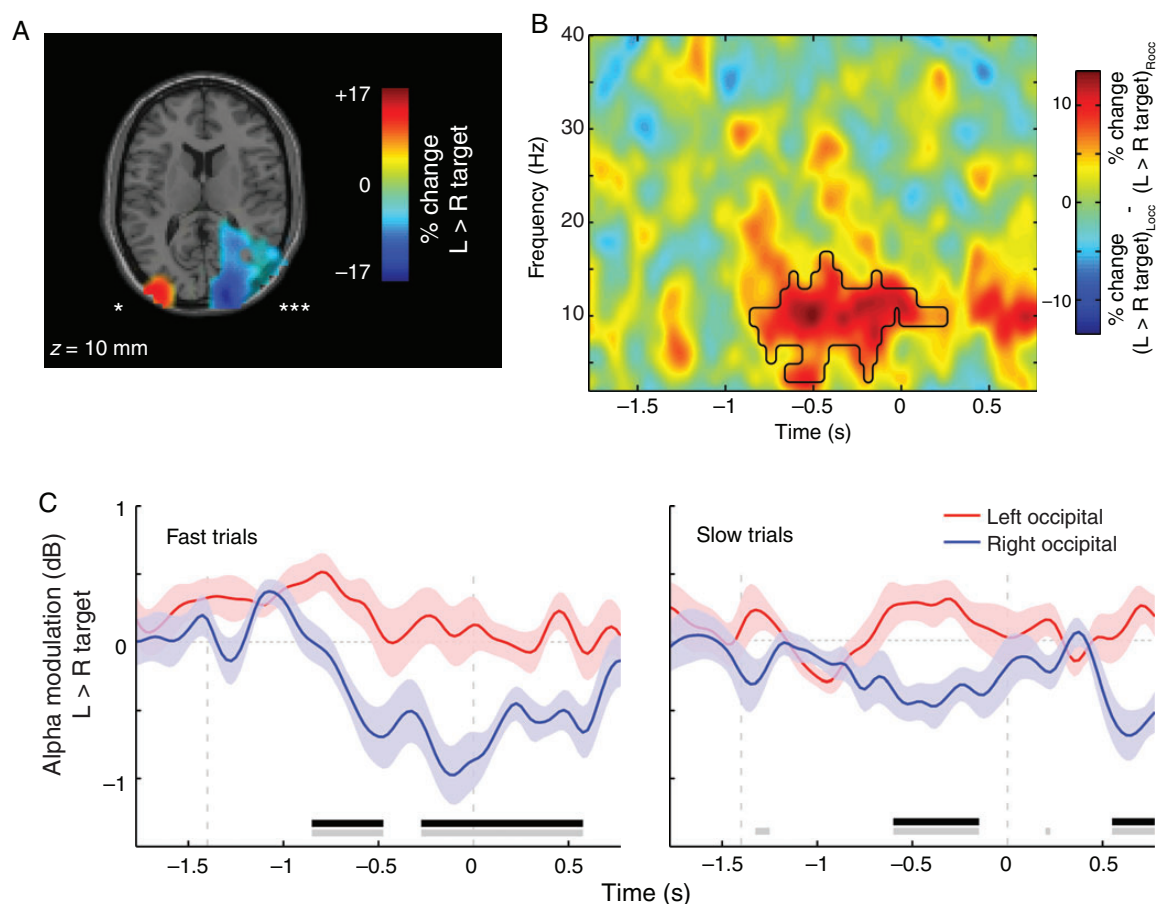 A
+17
0
−17
% change
L > R target
*
***
z = 10 mm
B
40
30
20
10
Frequency (Hz)
−1.5
−1
−0.5
0
0.5
Time (s)
10
0
−10
% change - % change
(L > R target)Locc (L > R target)Rocc
C
Alpha modulation (dB)
L > R target
1
0
−1
Fast trials
−1.5
−1
−0.5
0
0.5
Slow trials
Left occipital
Right occipital
−1.5
−1
−0.5
0
0.5
Time (s)